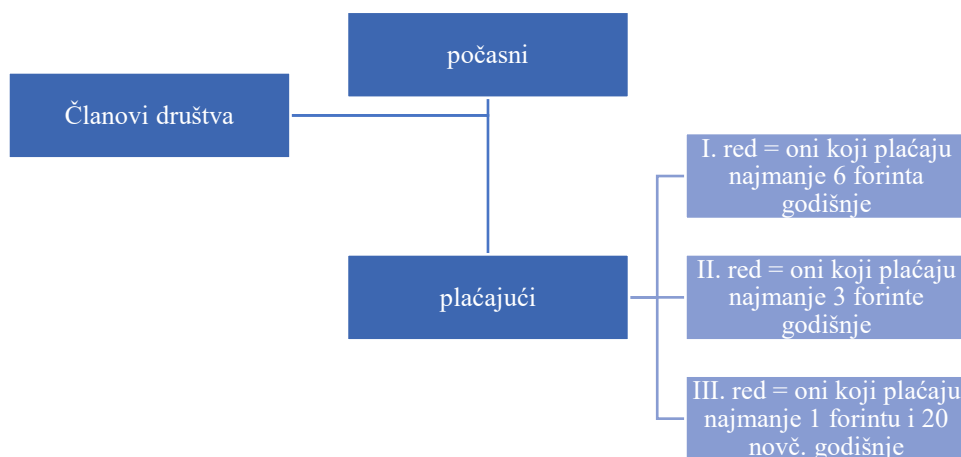 počasni
Članovi društva
I. red = oni koji plaćaju
najmanje 6 forinta
godišnje
plaćajući
II. red = oni koji plaćaju
najmanje 3 forinte
godišnje
III. red = oni koji plaćaju
najmanje 1 forintu i 20
novč. godišnje